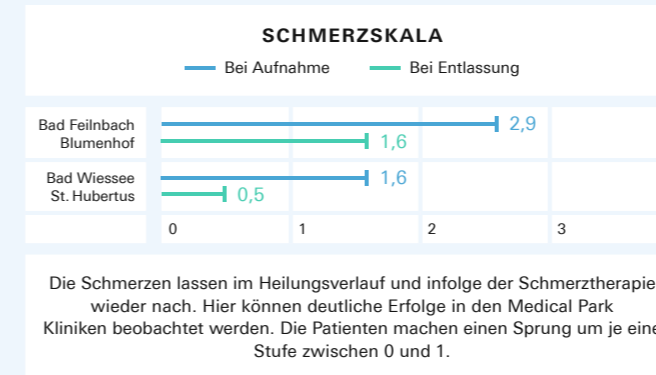 SCHMERZSKALA
Bei Aufnahme Bei Entlassung
Bad Feilnbach
Blumenhof
2,9
1,6
Bad Wiessee
St. Hubertus
1,6
0,5
0 1 2 3
Die Schmerzen lassen im Heilungsverlauf und infolge der Schmerztherapie
wieder nach. Hier können deutliche Erfolge in den Medical Park
Kliniken beobachtet werden. Die Patienten machen einen Sprung um je eine
Stufe zwischen 0 und 1.